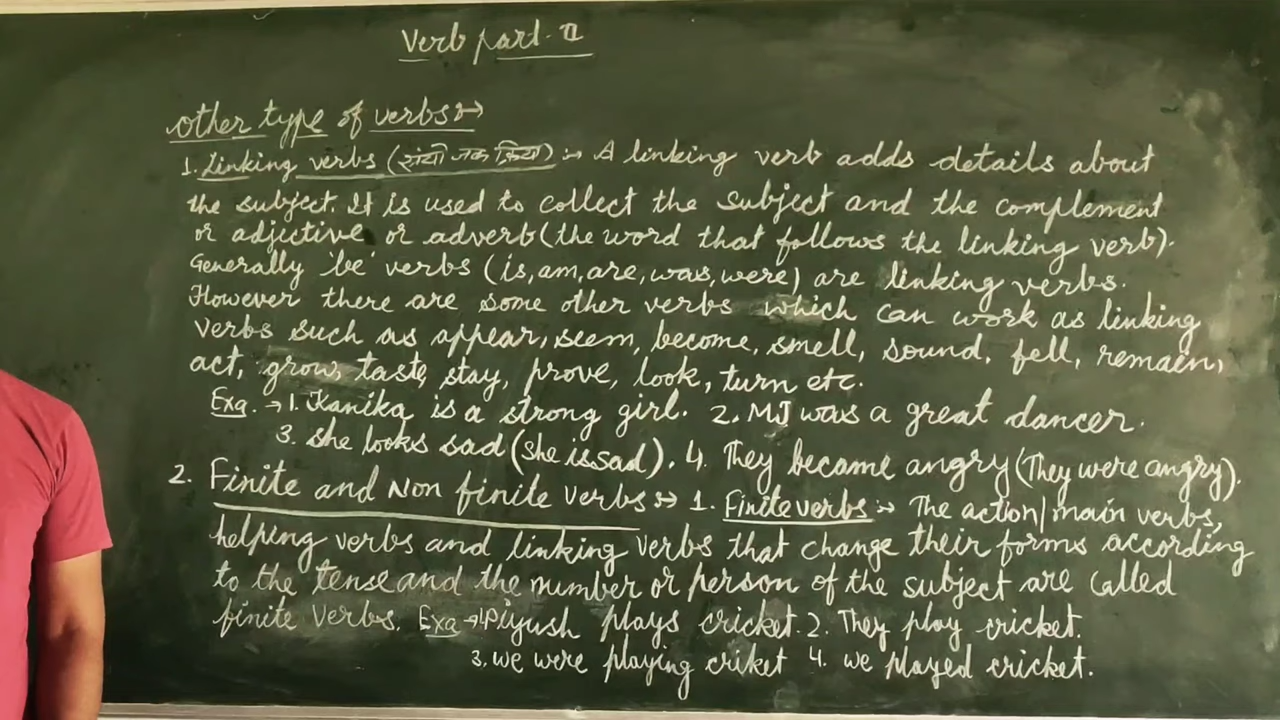 Verb part-II
other type of verbs:→
1. Linking verbs (संयोजक क्रिया) :→ A linking verb adds details about
the subject. It is used to collect the subject and the complement
or adjictive or adverb (the word that follows the linking verb).
Generally 'be' verbs (is, am, are, was, were) are linking verbs.
However there are some other verbs which can work as linking
verbs such as appear, seem, become, smell, sound, fell, remain,
act, grow, taste, stay, prove, look, turn etc.
Exa. → 1. Kanika is a strong girl. 2. MJ was a great dancer.
3. She looks sad (She is sad). 4. They became angry (They were angry).
2. Finite and Non finite verbs :→ 1. Finite verbs :→ The action/main verbs,
helping verbs and linking verbs that change their forms according
to the tense and the number or person of the subject are called
finite verbs. Exa → 1. Piyush plays cricket. 2. They play cricket.
3. we were playing criket 4. we played cricket.